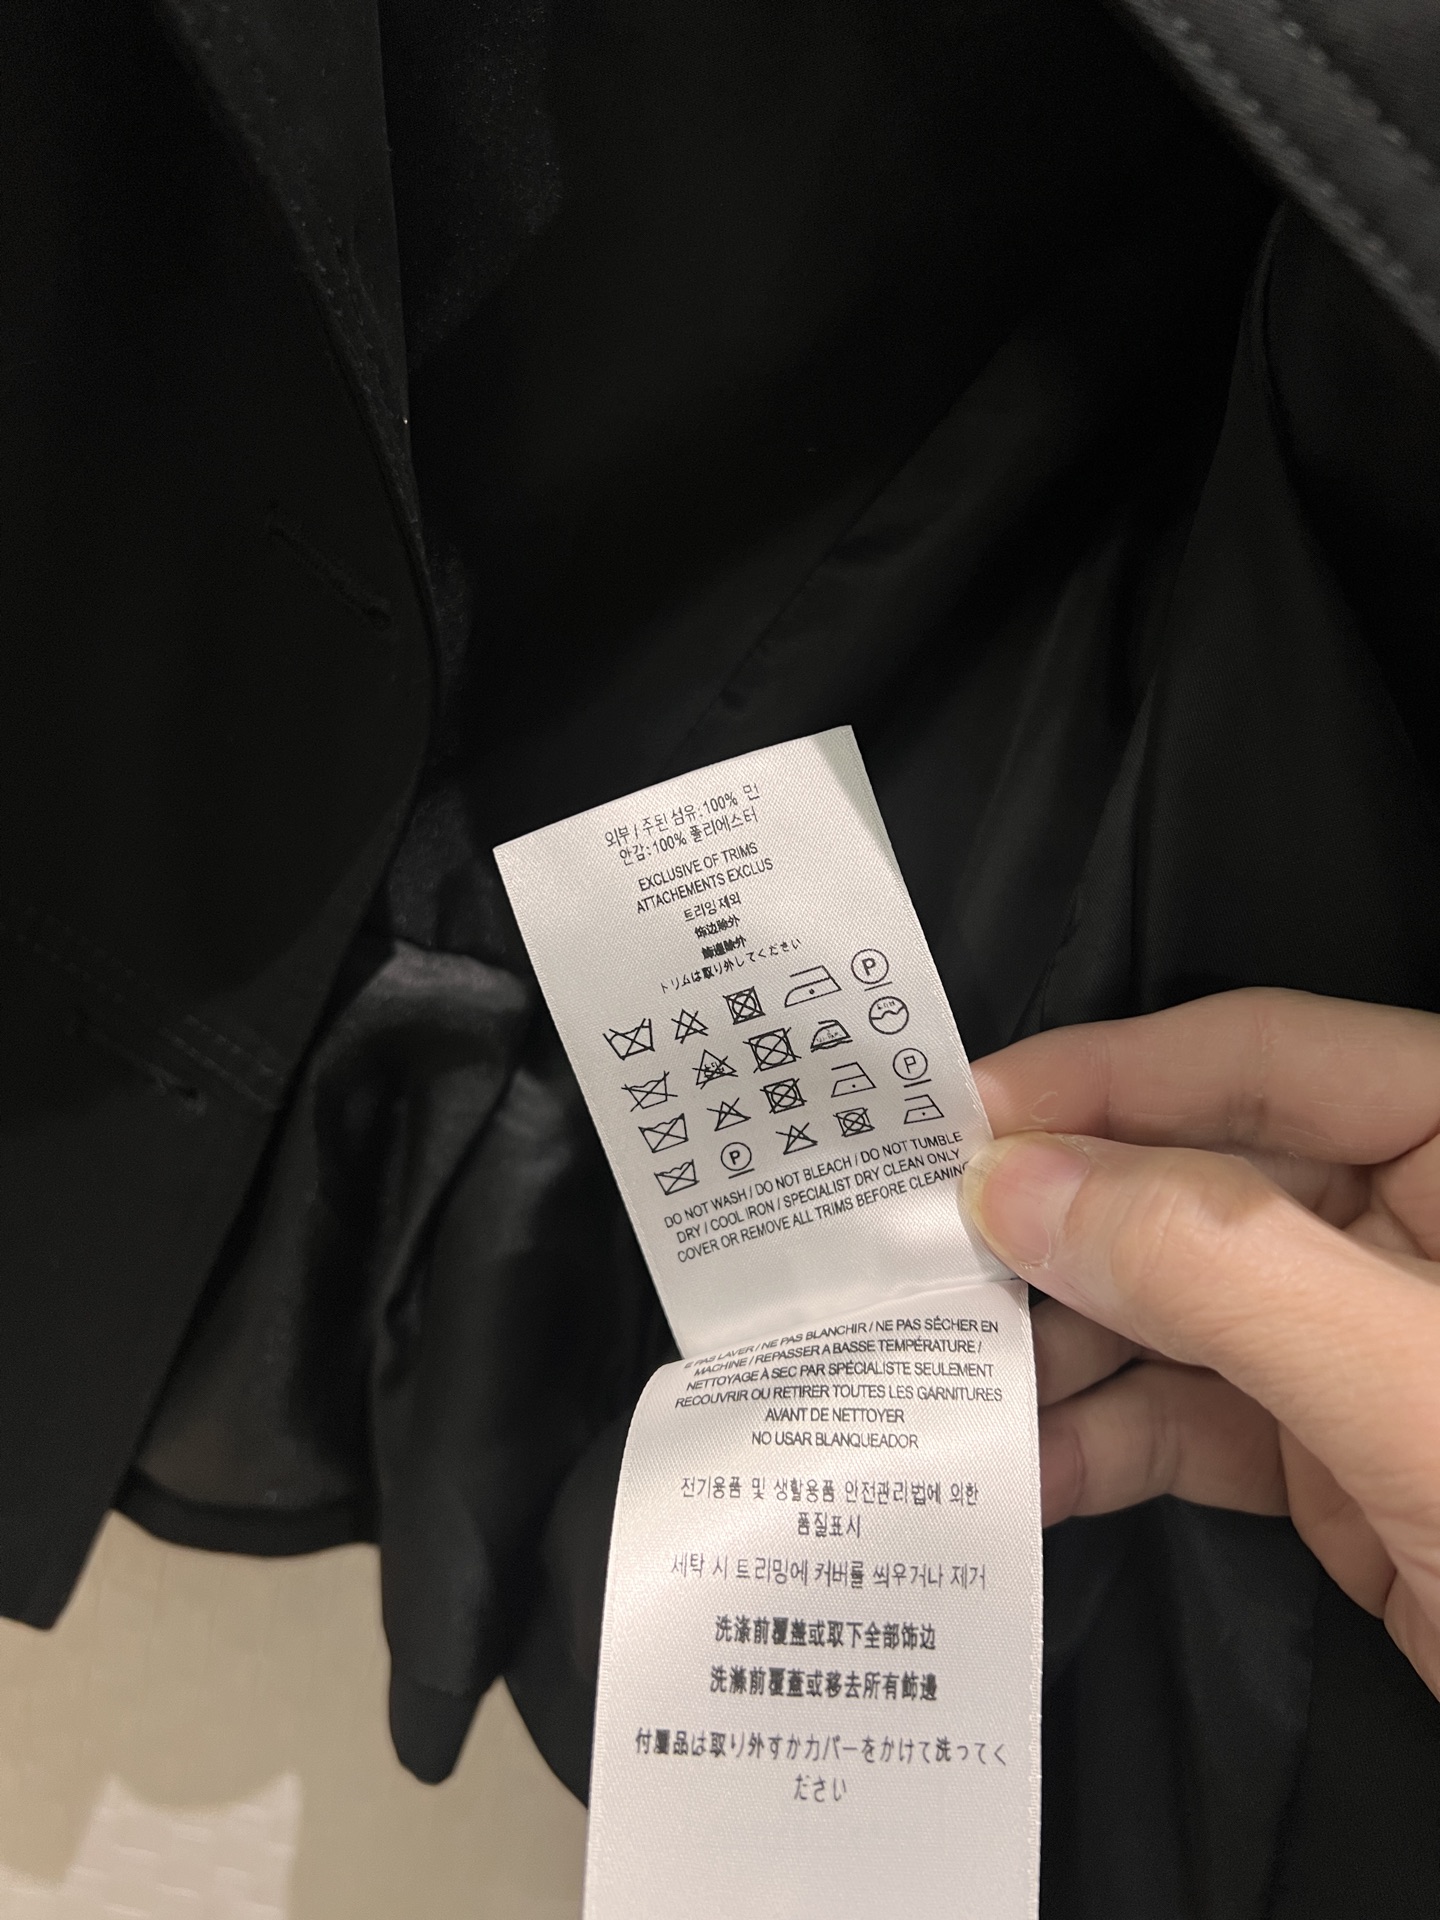 외부 / 주된 섬유: 100% 면
안감: 100% 폴리에스터
EXCLUSIVE OF TRIMS
ATTACHEMENTS EXCLUS
트리밍 제외
饰边除外
飾邊除外
トリムは取り外してください
P
P
P
DO NOT WASH / DO NOT BLEACH / DO NOT TUMBLE
DRY / COOL IRON / SPECIALIST DRY CLEAN ONLY
COVER OR REMOVE ALL TRIMS BEFORE CLEANING
PAS LAVER / NE PAS BLANCHIR / NE PAS SÉCHER EN
MACHINE / REPASSER A BASSE TEMPÉRATURE /
NETTOYAGE À SEC PAR SPÉCIALISTE SEULEMENT
RECOUVRIR OU RETIRER TOUTES LES GARNITURES
AVANT DE NETTOYER
NO USAR BLANQUEADOR
전기용품 및 생활용품 안전관리법에 의한
품질표시
세탁 시 트리밍에 커버를 씌우거나 제거
洗涤前覆盖或取下全部饰边
洗滌前覆蓋或移去所有飾邊
付属品は取り外すかカバーをかけて洗ってく
ださい